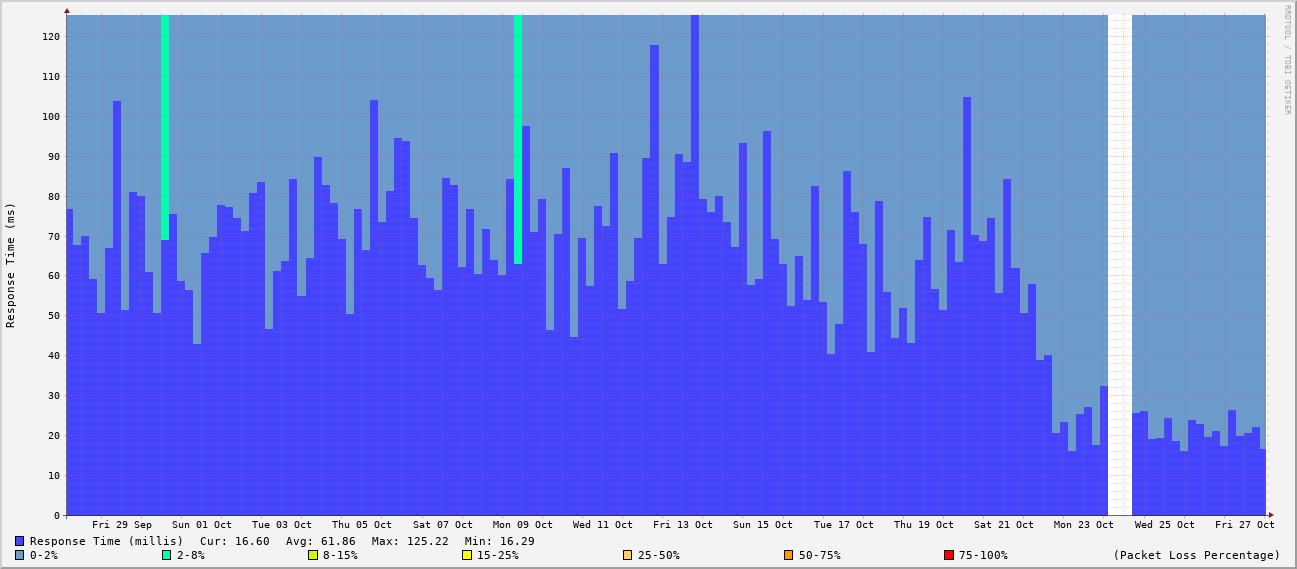 RRDTOOL / TOBI OETIKER
Response Time (ms)
120
110
100
90
80
70
60
50
40
30
20
10
0
Fri 29 Sep Sun 01 Oct Tue 03 Oct Thu 05 Oct Sat 07 Oct Mon 09 Oct Wed 11 Oct Fri 13 Oct Sun 15 Oct Tue 17 Oct Thu 19 Oct Sat 21 Oct Mon 23 Oct Wed 25 Oct Fri 27 Oct
Response Time (millis) Cur: 16.60 Avg: 61.86 Max: 125.22 Min: 16.29
0-2% 2-8% 8-15% 15-25% 25-50% 50-75% 75-100% (Packet Loss Percentage)